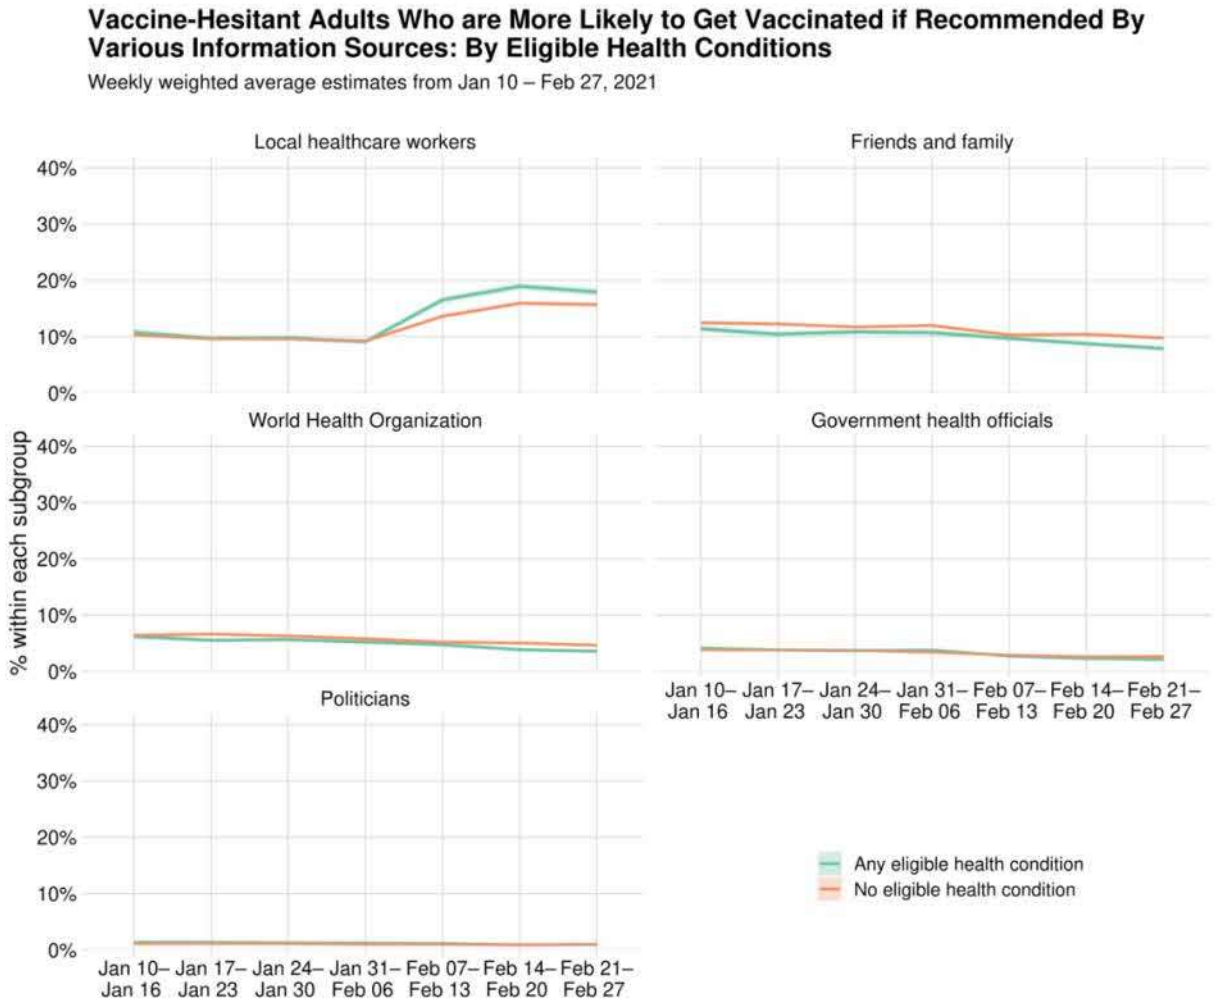 Vaccine-Hesitant Adults Who are More Likely to Get Vaccinated if Recommended By
Various Information Sources: By Eligible Health Conditions
Weekly weighted average estimates from Jan 10 – Feb 27, 2021
Local healthcare workers
40%
30%
20%
10%
0%
Friends and family
% within each subgroup
World Health Organization
40%
30%
20%
10%
0%
Government health officials
Jan 10– Jan 17– Jan 24– Jan 31– Feb 07– Feb 14– Feb 21–
Jan 16 Jan 23 Jan 30 Feb 06 Feb 13 Feb 20 Feb 27
Politicians
40%
30%
20%
10%
0%
Jan 10– Jan 17– Jan 24– Jan 31– Feb 07– Feb 14– Feb 21–
Jan 16 Jan 23 Jan 30 Feb 06 Feb 13 Feb 20 Feb 27
Any eligible health condition
No eligible health condition